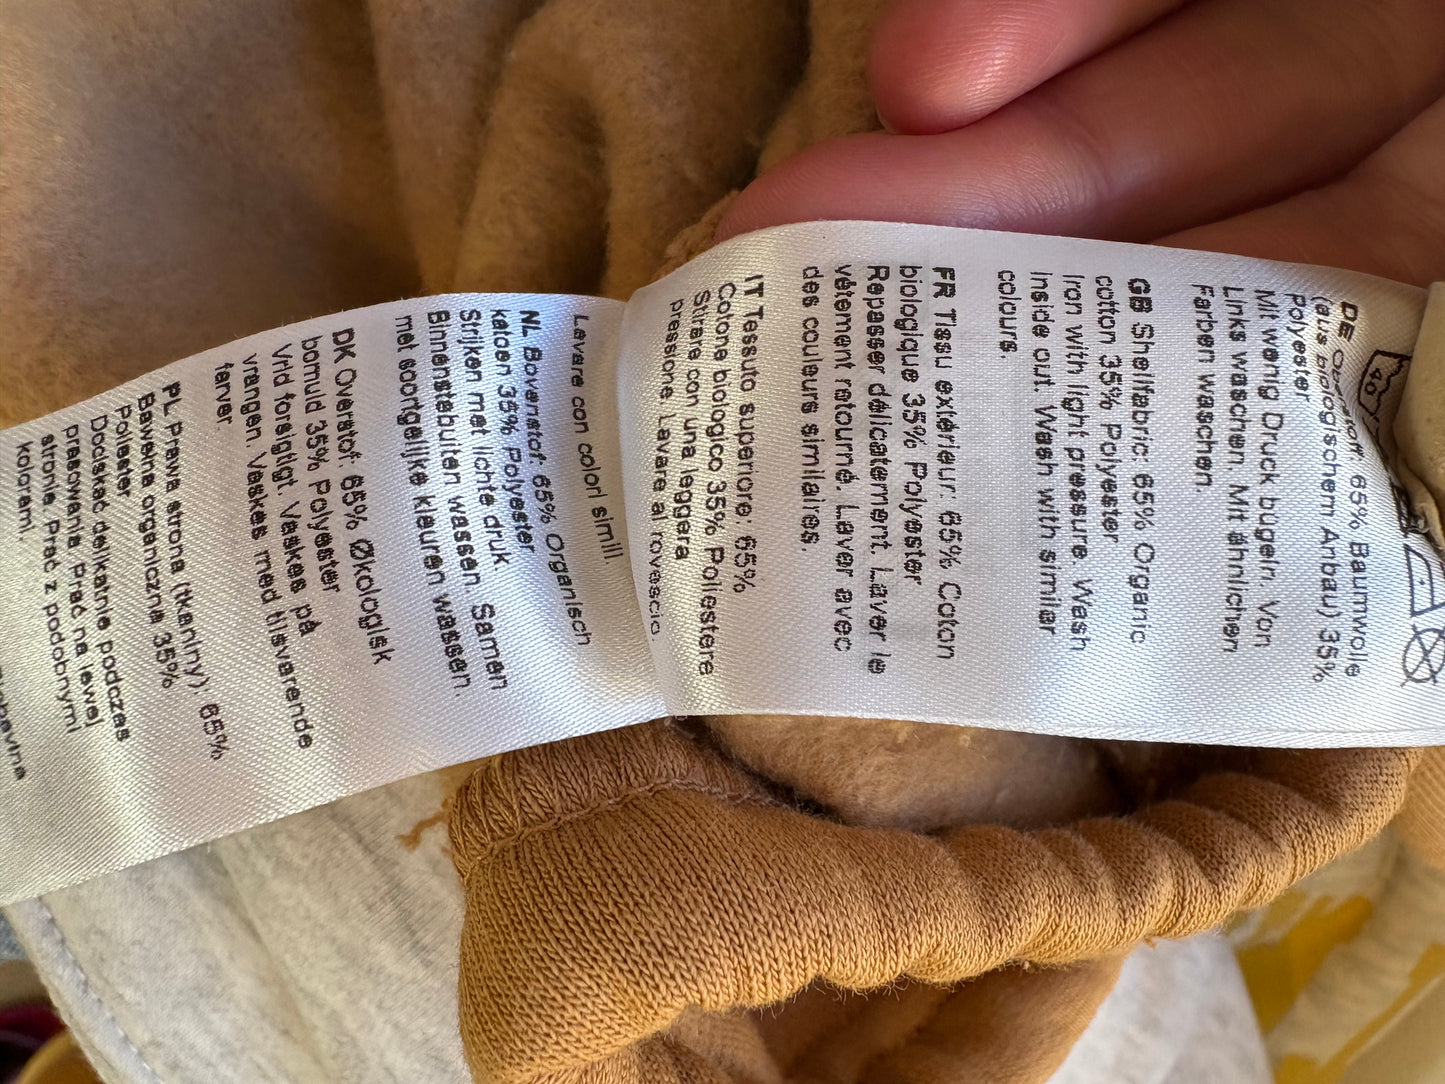 40
DE Oberstoff: 65% Baumwolle
(aus biologischem Anbau) 35%
Polyester
Mit wenig Druck bügeln. Von
Links waschen. Mit ähnlichen
Farben waschen.
GB Shellfabric: 65% Organic
coton 35% Polyester
Iron with light pressure. Wash
inside out. Wash with similar
colours.
FR Tissu extérieur: 65% Coton
biologique 35% Polyester
Repasser délicatement. Laver le
vêtement retourné. Laver avec
des couleurs similaires.
IT Tessuto superiore: 65%
Cotone biologico 35% Poliestere
Stirare con una leggera
pressione. Lavare al rovescio
Lavare con colori simili.
NL Bovenstof: 65% Organisch
katoen 35% Polyester
Strijken met lichte druk
Binnenstebuiten wassen. Samen
met soortgelijke kleuren wassen.
DK Overstof: 65% Økologisk
bomuld 35% Polyester
Vrid forsigtigt. Vaskes på
vrangen. Vaskes med tilsvarende
farver.
PL Prawa strona (tkaniny): 65%
Bawełna organiczna 35%
Poliester
Dociskać delikatnie podczas
prasowania Prać na lewej
stronie Prać z podobnymi
kolorami.